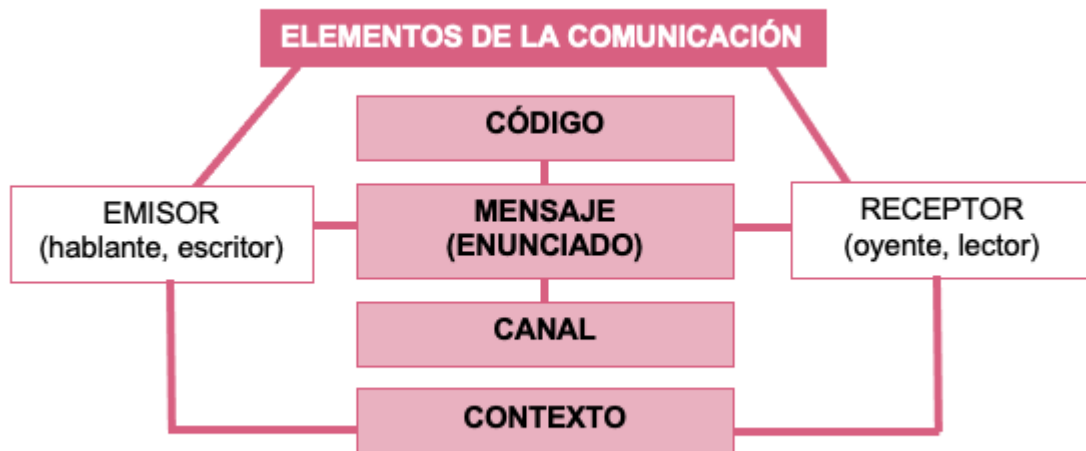 ELEMENTOS DE LA COMUNICACIÓN
CÓDIGO
EMISOR
(hablante, escritor)
MENSAJE
(ENUNCIADO)
RECEPTOR
(oyente, lector)
CANAL
CONTEXTO